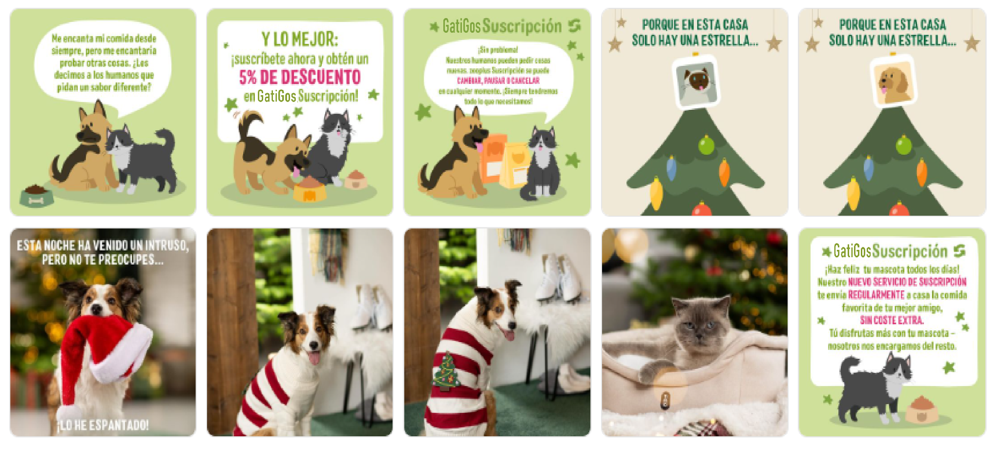 Me encanta mi comida desde
siempre, pero me encantaría
probar otras cosas. ¿Les
decimos a los humanos que
pidan un sabor diferente?
Y LO MEJOR:
¡suscríbete ahora y obtén un
5% DE DESCUENTO
en GatiGos Suscripción!
GatiGos Suscripción
¡Sin problema!
Nuestros humanos pueden pedir cosas
nuevas. zooplus Suscripción se puede
CAMBIAR, PAUSAR O CANCELAR
en cualquier momento. ¡Siempre tendremos
todo lo que necesitamos!
PORQUE EN ESTA CASA
SOLO HAY UNA ESTRELLA...
PORQUE EN ESTA CASA
SOLO HAY UNA ESTRELLA...
ESTA NOCHE HA VENIDO UN INTRUSO,
PERO NO TE PREOCUPES...
¡LO HE ESPANTADO!
GatiGos Suscripción
¡Haz feliz tu mascota todos los días!
Nuestro NUEVO SERVICIO DE SUSCRIPCIÓN
te envía REGULARMENTE a casa la comida
favorita de tu mejor amigo,
SIN COSTE EXTRA.
Tú disfrutas más con tu mascota –
nosotros nos encargamos del resto.